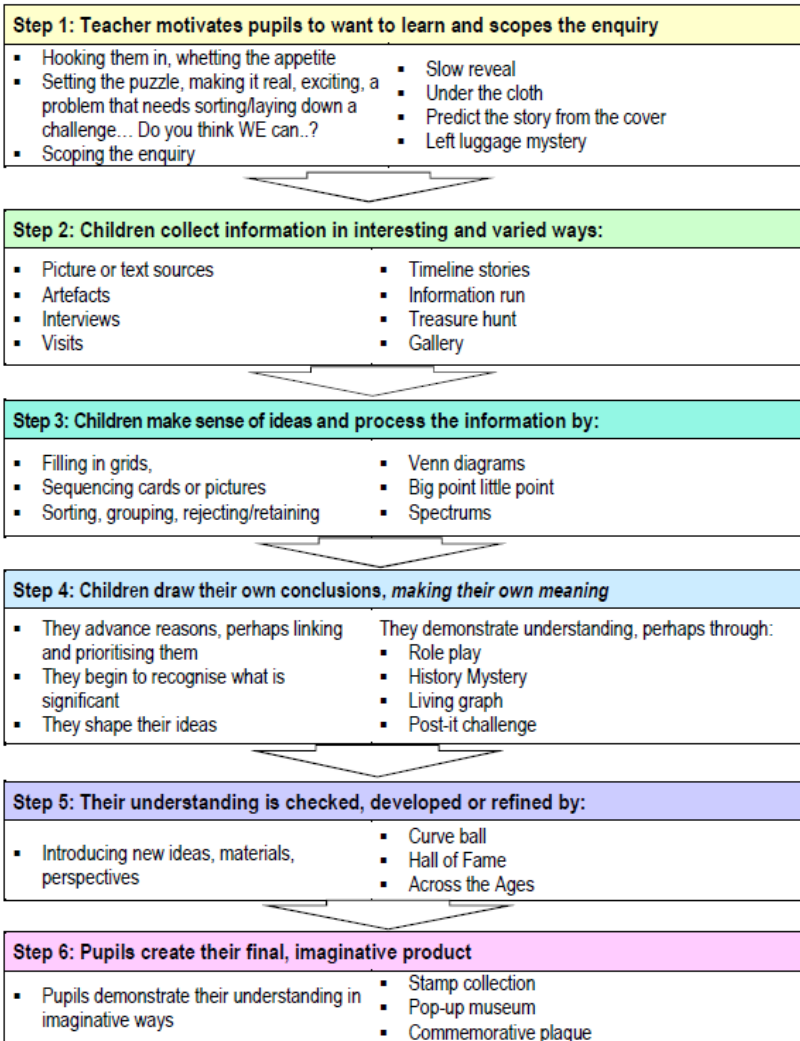 Step 1: Teacher motivates pupils to want to learn and scopes the enquiry
▪ Hooking them in, whetting the appetite
▪ Setting the puzzle, making it real, exciting, a
problem that needs sorting/laying down a
challenge… Do you think WE can..?
▪ Scoping the enquiry
▪ Slow reveal
▪ Under the cloth
▪ Predict the story from the cover
▪ Left luggage mystery
Step 2: Children collect information in interesting and varied ways:
▪ Picture or text sources
▪ Artefacts
▪ Interviews
▪ Visits
▪ Timeline stories
▪ Information run
▪ Treasure hunt
▪ Gallery
Step 3: Children make sense of ideas and process the information by:
▪ Filling in grids,
▪ Sequencing cards or pictures
▪ Sorting, grouping, rejecting/retaining
▪ Venn diagrams
▪ Big point little point
▪ Spectrums
Step 4: Children draw their own conclusions, making their own meaning
▪ They advance reasons, perhaps linking
and prioritising them
▪ They begin to recognise what is
significant
▪ They shape their ideas
They demonstrate understanding, perhaps through:
▪ Role play
▪ History Mystery
▪ Living graph
▪ Post-it challenge
Step 5: Their understanding is checked, developed or refined by:
▪ Introducing new ideas, materials,
perspectives
▪ Curve ball
▪ Hall of Fame
▪ Across the Ages
Step 6: Pupils create their final, imaginative product
▪ Pupils demonstrate their understanding in
imaginative ways
▪ Stamp collection
▪ Pop-up museum
▪ Commemorative plaque